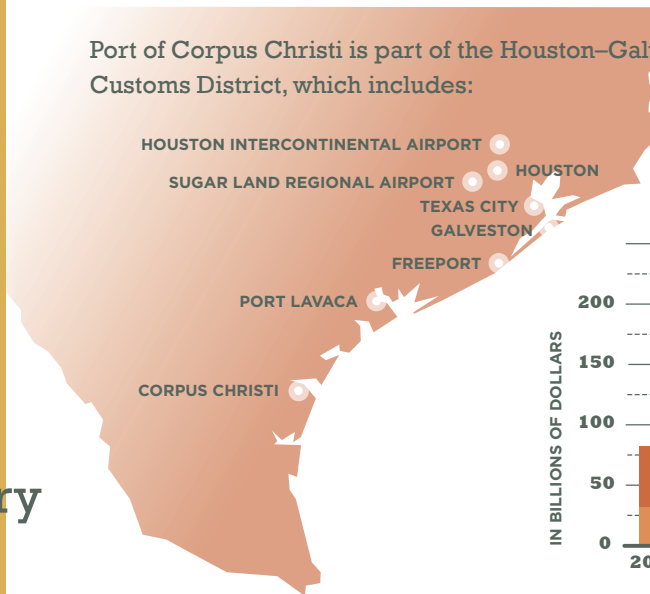 Port of Corpus Christi is part of the Houston–Gal
Customs District, which includes:
HOUSTON INTERCONTINENTAL AIRPORT
HOUSTON
SUGAR LAND REGIONAL AIRPORT
TEXAS CITY
GALVESTON
FREEPORT
PORT LAVACA
CORPUS CHRISTI
ry
IN BILLIONS OF DOLLARS
200
150
100
50
0
20